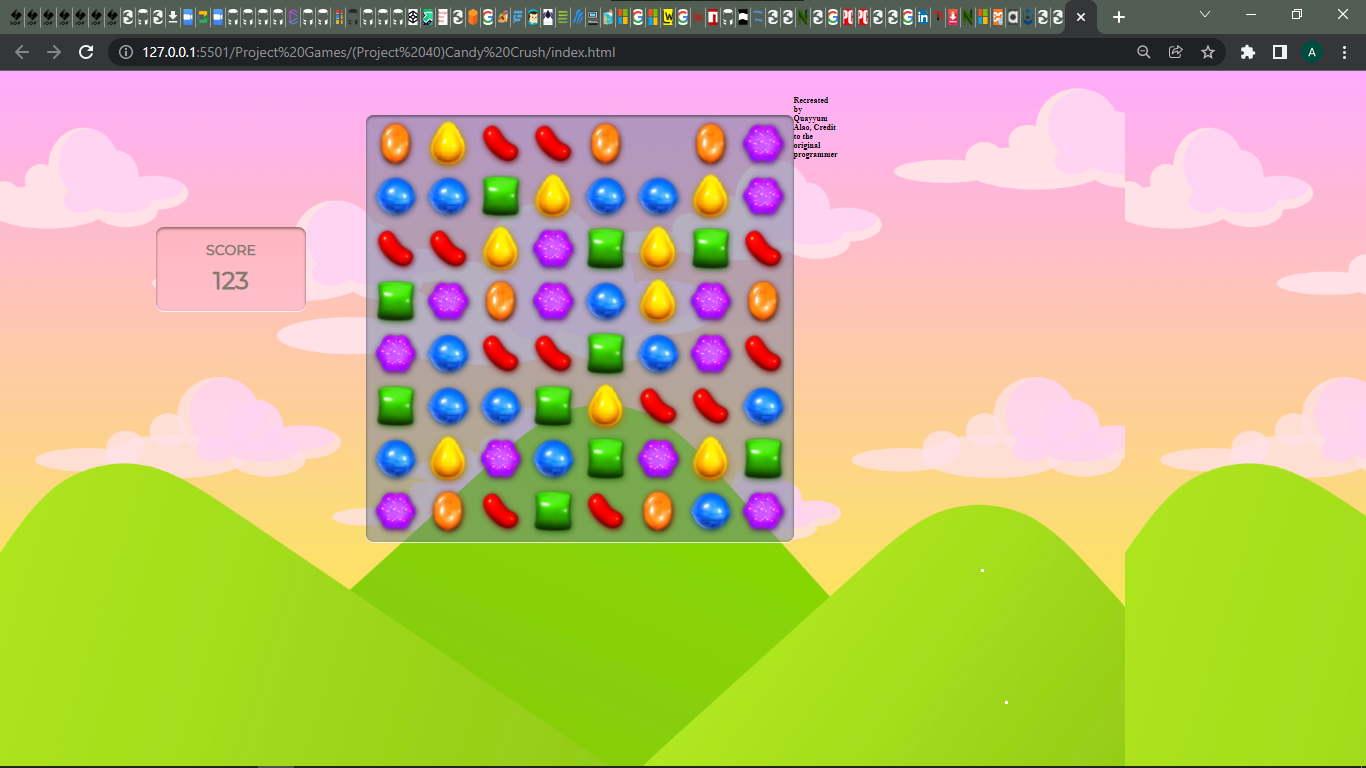 127.0.0.1:5501/Project%20Games/(Project%2040)Candy%20Crush/index.html
A
Recreated
by
Quayyum
Also, Credit
to the
original
programmer
SCORE
123